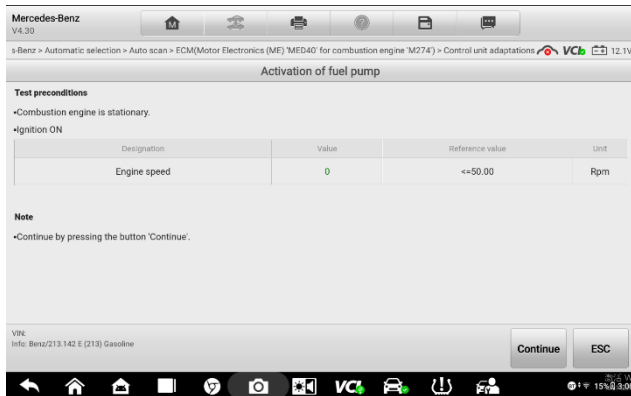 Mercedes-Benz
V4.30
s-Benz > Automatic selection > Auto scan > ECM(Motor Electronics (ME) 'MED40' for combustion engine 'M274') > Control unit adaptations VCI 12.1V
Activation of fuel pump
Test preconditions
•Combustion engine is stationary.
•Ignition ON
Designation Value Reference value Unit
Engine speed 0 <=50.00 Rpm
Note
•Continue by pressing the button 'Continue'.
VIN:
Info: Benz/213.142 E (213) Gasoline
Continue ESC
VCI 15% 3:0